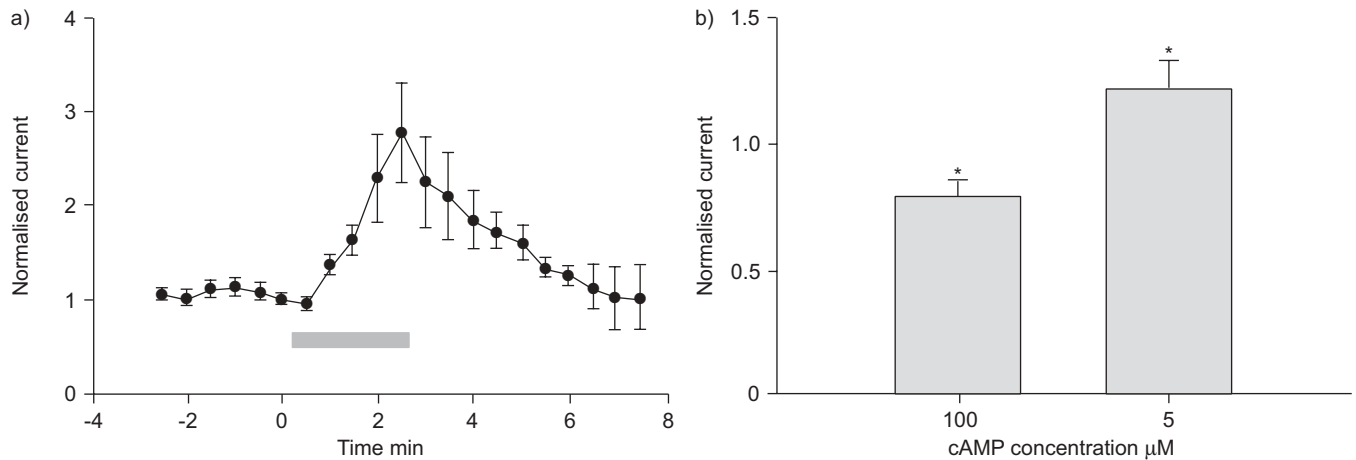 a)
4
3
2
1
0
Normalised current
-4 -2 0 2 4 6 8
Time min
b)
1.5
1.0
0.5
0
Normalised current
*
*
100 5
cAMP concentration μM